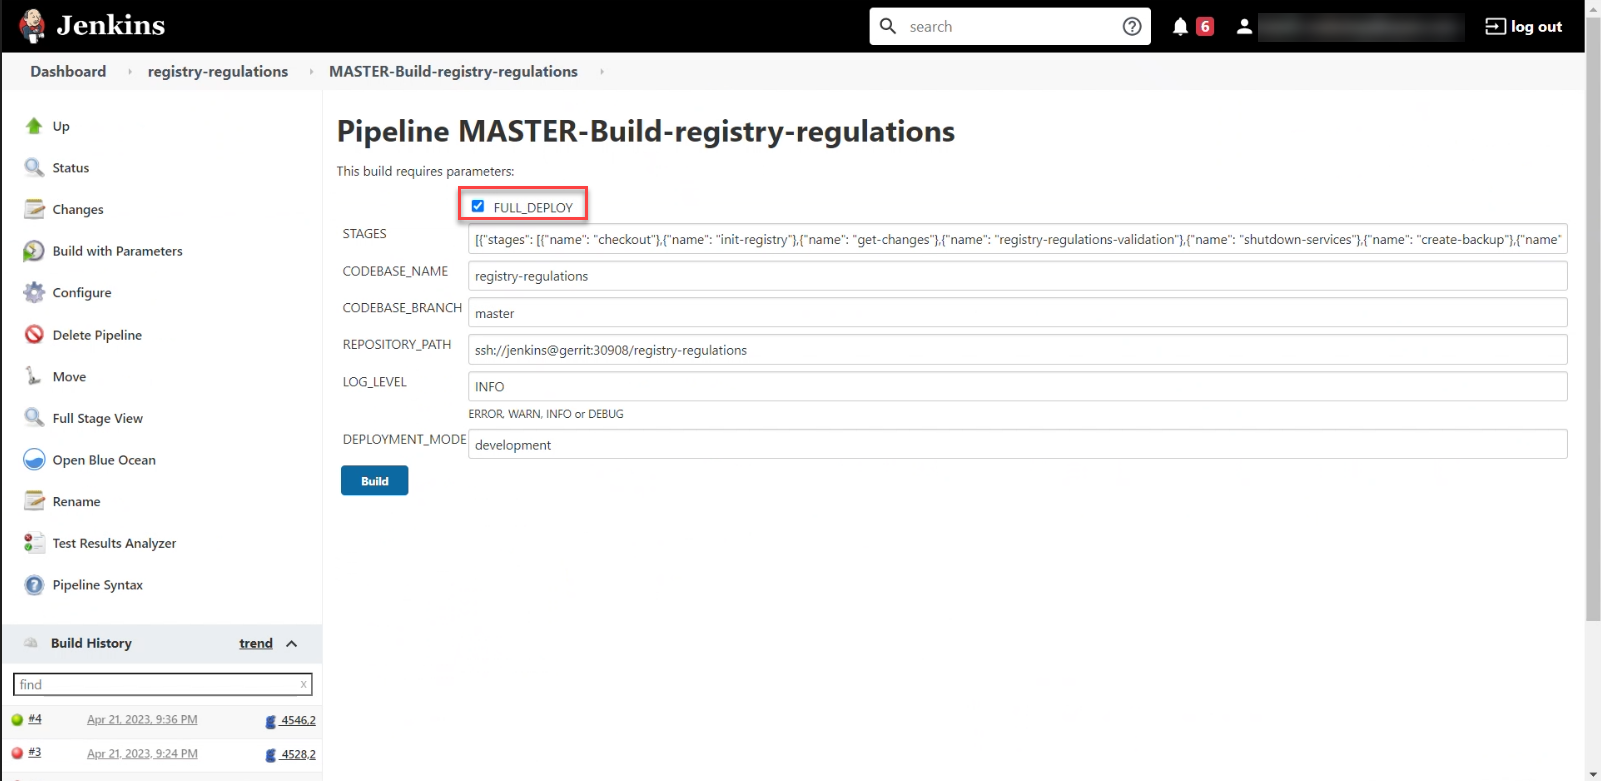 Jenkins
search
6
log out
Dashboard
registry-regulations
MASTER-Build-registry-regulations
Up
Status
Changes
Build with Parameters
Configure
Delete Pipeline
Move
Full Stage View
Open Blue Ocean
Rename
Test Results Analyzer
Pipeline Syntax
Build History
trend
find
x
#4
Apr 21, 2023, 9:36 PM
4546,2
#3
Apr 21, 2023, 9:24 PM
4528,2
Pipeline MASTER-Build-registry-regulations
This build requires parameters:
FULL_DEPLOY
STAGES
[{"stages": [{"name": "checkout"},{"name": "init-registry"},{"name": "get-changes"},{"name": "registry-regulations-validation"},{"name": "shutdown-services"},{"name": "create-backup"},{"name"
CODEBASE_NAME
registry-regulations
CODEBASE_BRANCH
master
REPOSITORY_PATH
ssh://jenkins@gerrit:30908/registry-regulations
LOG_LEVEL
INFO
ERROR, WARN, INFO or DEBUG
DEPLOYMENT_MODE
development
Build